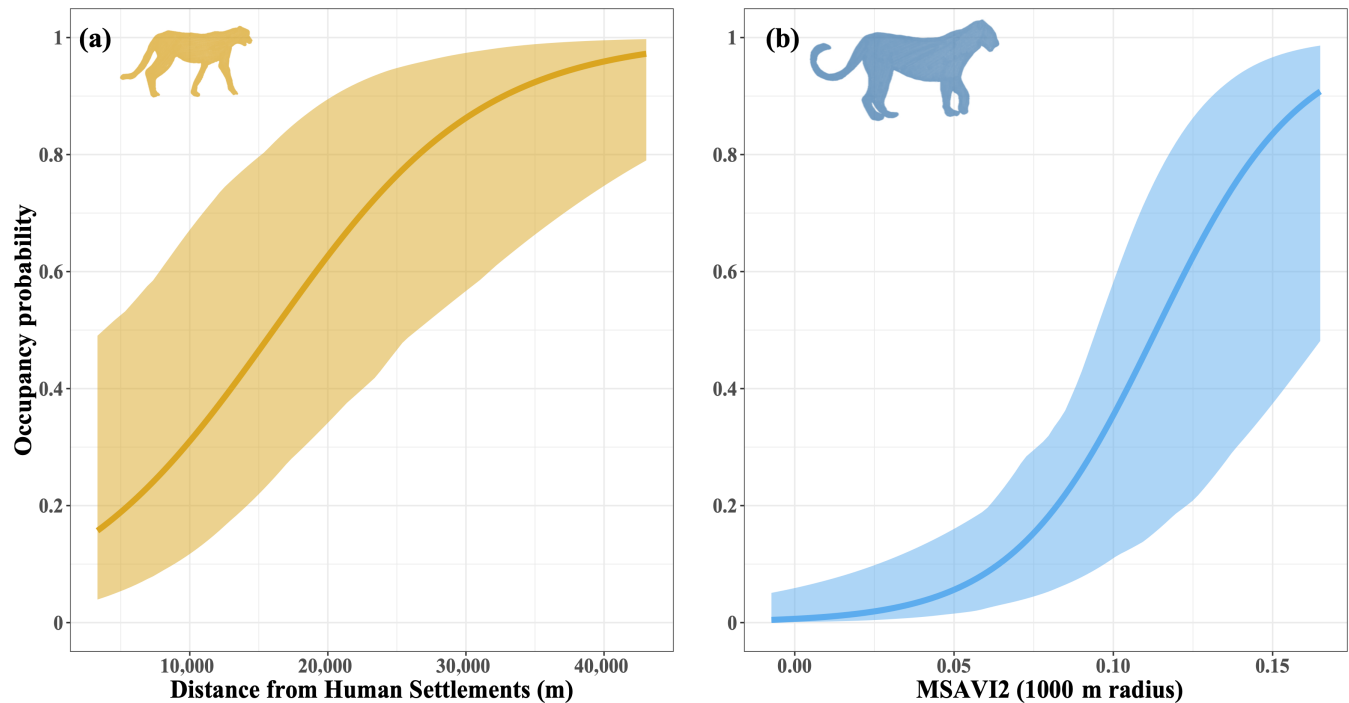 (a)
(b)
Occupancy probability
1
0.8
0.6
0.4
0.2
0
10,000 20,000 30,000 40,000
Distance from Human Settlements (m)
1
0.8
0.6
0.4
0.2
0
0.00 0.05 0.10 0.15
MSAVI2 (1000 m radius)